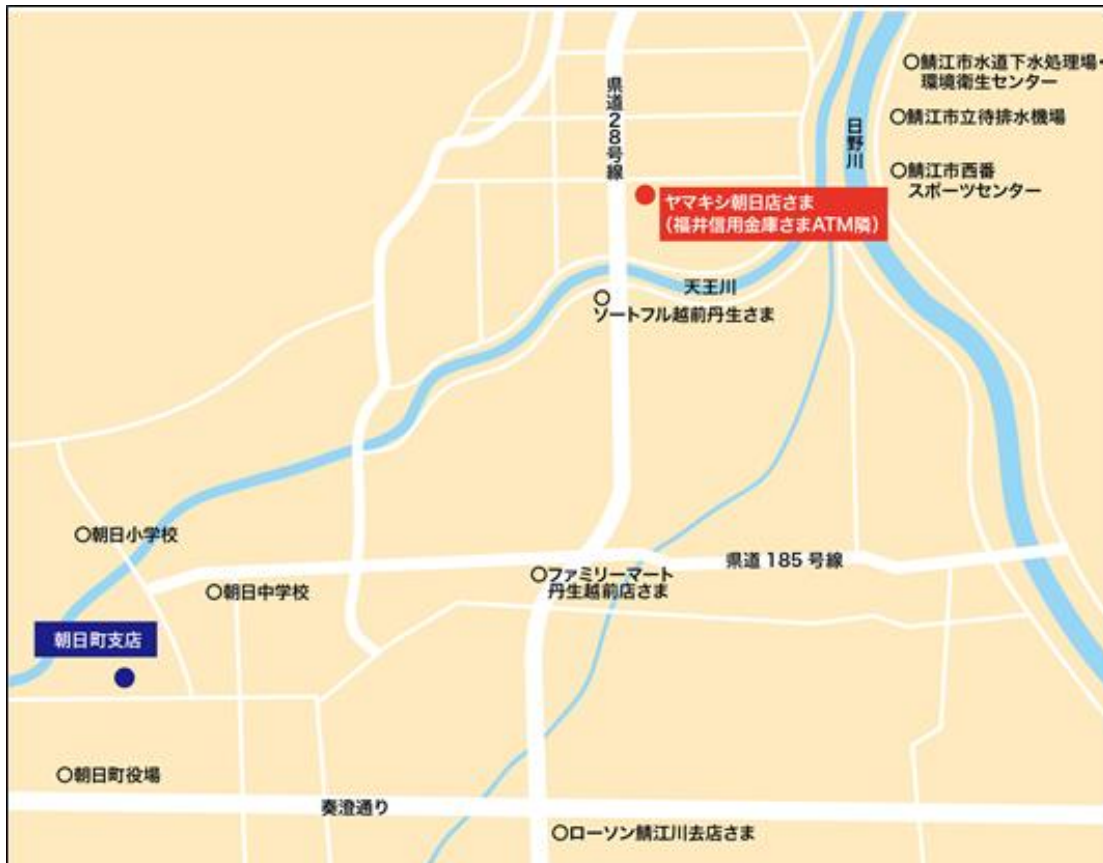 ○鯖江市水道下水処理場・
環境衛生センター
県道28号線
○鯖江市立待排水機場
日野川
○鯖江市西番
スポーツセンター
ヤマキシ朝日店さま
(福井信用金庫さまATM隣)
天王川
○
ソートフル越前丹生さま
○朝日小学校
県道185号線
○ファミリーマート
丹生越前店さま
○朝日中学校
朝日町支店
○朝日町役場
奏澄通り
○ローソン鯖江川去店さま